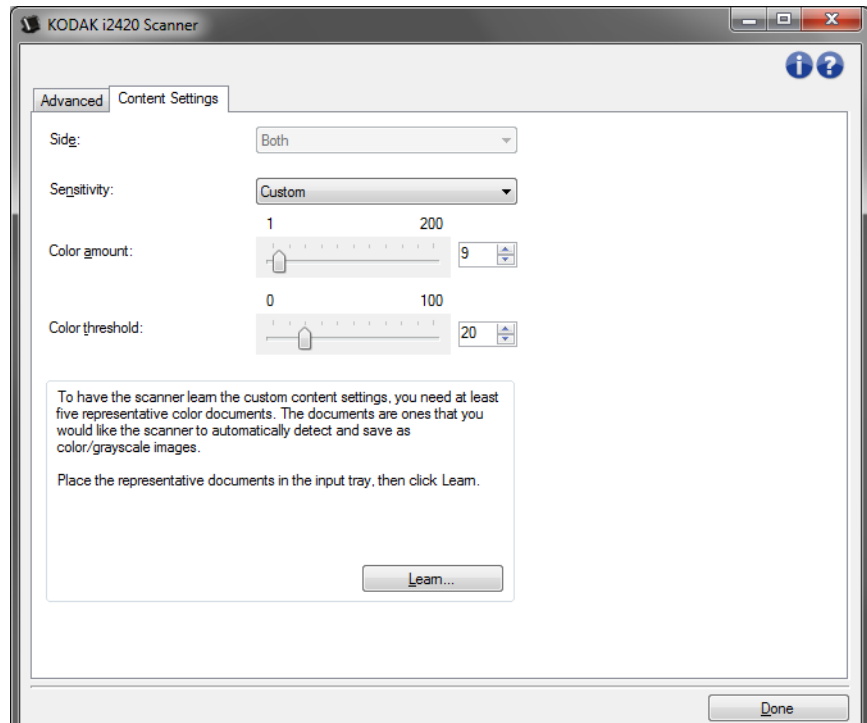 KODAK i2420 Scanner
Advanced Content Settings
Side: Both
Sensitivity: Custom
1 200
Color amount: 9
0 100
Color threshold: 20
To have the scanner learn the custom content settings, you need at least
five representative color documents. The documents are ones that you
would like the scanner to automatically detect and save as
color/grayscale images.
Place the representative documents in the input tray, then click Learn.
Learn...
Done